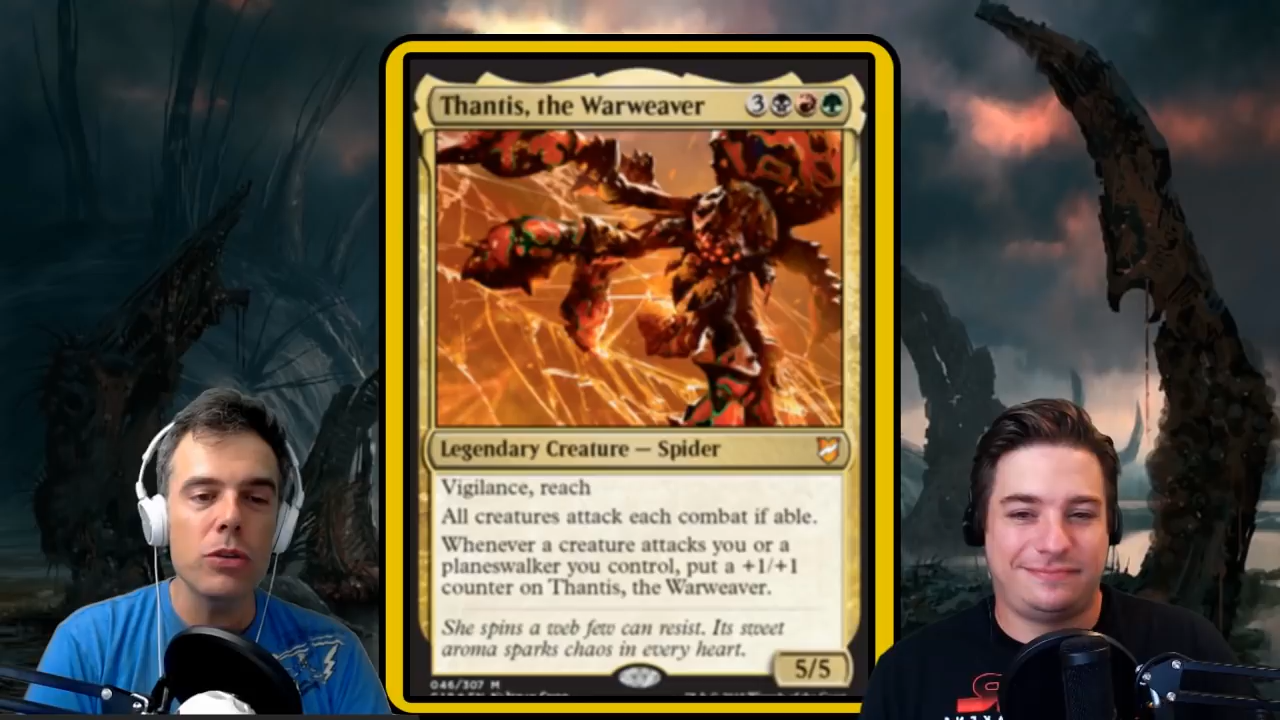 Thantis, the Warweaver 3
Legendary Creature — Spider
Vigilance, reach
All creatures attack each combat if able.
Whenever a creature attacks you or a
planeswalker you control, put a +1/+1
counter on Thantis, the Warweaver.
She spins a web few can resist. Its sweet
aroma sparks chaos in every heart.
5/5
046/307 M